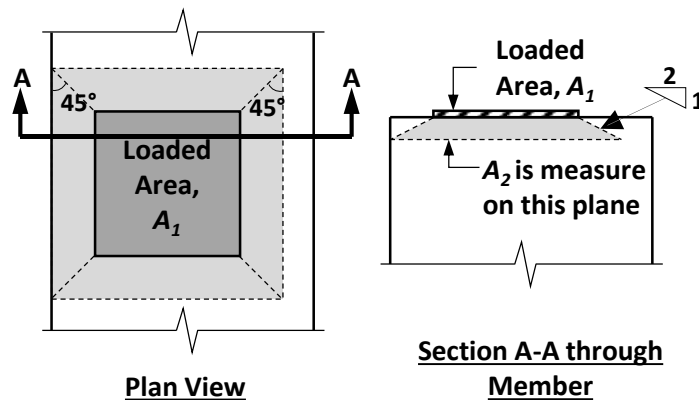 A
A
45°
45°
Loaded
Area,
A1
Plan View
Loaded
Area, A1
2
1
A2 is measure
on this plane
Section A-A through
Member